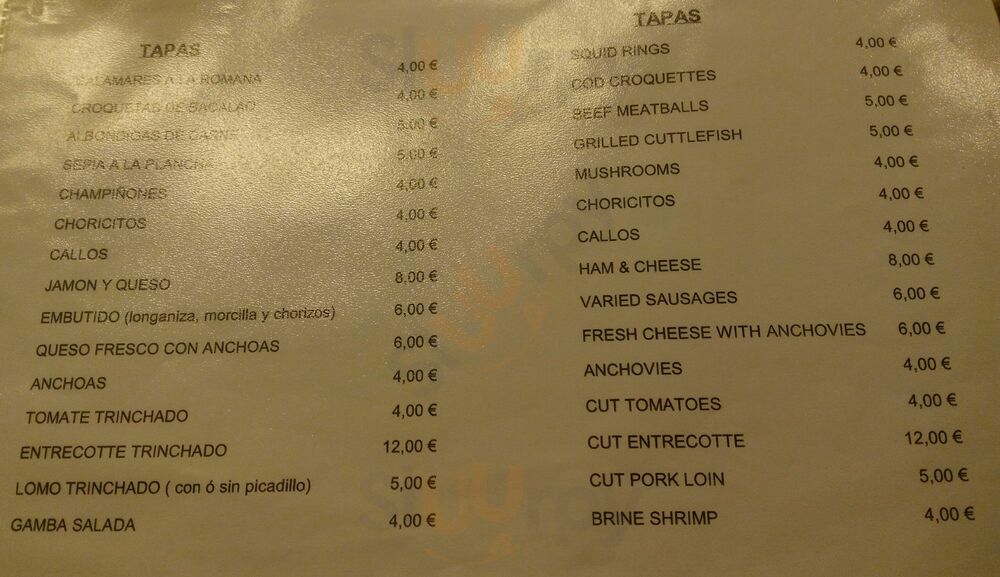 TAPAS
CALAMARES A LA ROMANA 4,00 €
CROQUETAS DE BACALAO 4,00 €
ALBONDIGAS DE CARNE 5,00 €
SEPIA A LA PLANCHA 5,00 €
CHAMPIÑONES 4,00 €
CHORICITOS 4,00 €
CALLOS 4,00 €
JAMON Y QUESO 8,00 €
EMBUTIDO (longaniza, morcilla y chorizos) 6,00 €
QUESO FRESCO CON ANCHOAS 6,00 €
ANCHOAS 4,00 €
TOMATE TRINCHADO 4,00 €
ENTRECOTTE TRINCHADO 12,00 €
LOMO TRINCHADO ( con ó sin picadillo) 5,00 €
GAMBA SALADA 4,00 €
TAPAS
SQUID RINGS 4,00 €
COD CROQUETTES 4,00 €
BEEF MEATBALLS 5,00 €
GRILLED CUTTLEFISH 5,00 €
MUSHROOMS 4,00 €
CHORICITOS 4,00 €
CALLOS 4,00 €
HAM & CHEESE 8,00 €
VARIED SAUSAGES 6,00 €
FRESH CHEESE WITH ANCHOVIES 6,00 €
ANCHOVIES 4,00 €
CUT TOMATOES 4,00 €
CUT ENTRECOTTE 12,00 €
CUT PORK LOIN 5,00 €
BRINE SHRIMP 4,00 €